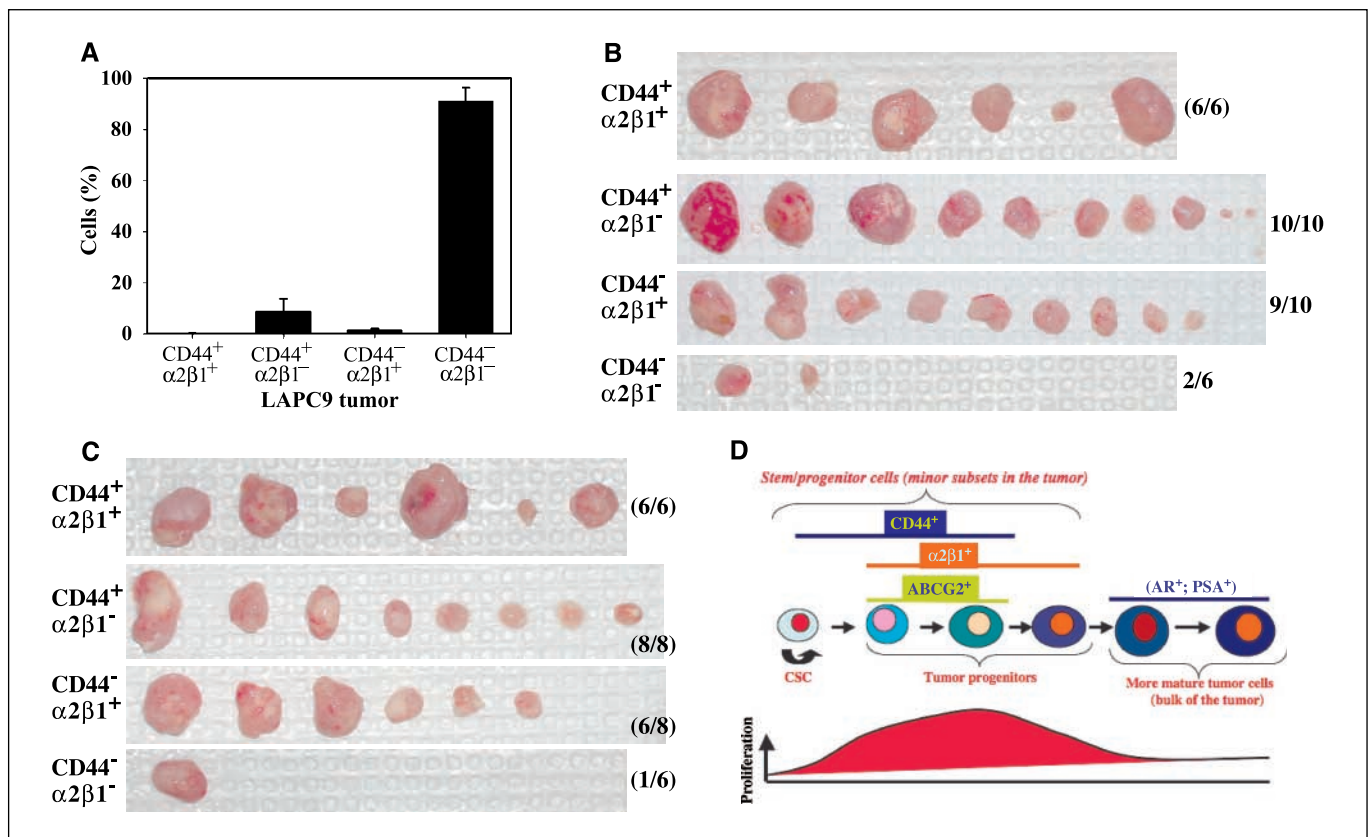 A
100
80
60
40
20
0
Cells (%)
CD44+ α2β1+
CD44+ α2β1−
CD44− α2β1+
CD44− α2β1−
LAPC9 tumor
B
CD44+
α2β1+
(6/6)
CD44+
α2β1-
10/10
CD44-
α2β1+
9/10
CD44-
α2β1-
2/6
C
CD44+
α2β1+
(6/6)
CD44+
α2β1-
(8/8)
CD44-
α2β1+
(6/8)
CD44-
α2β1-
(1/6)
D
Stem/progenitor cells (minor subsets in the tumor)
CD44+
α2β1+
ABCG2+
(AR+; PSA+)
CSC
Tumor progenitors
More mature tumor cells
(bulk of the tumor)
Proliferation